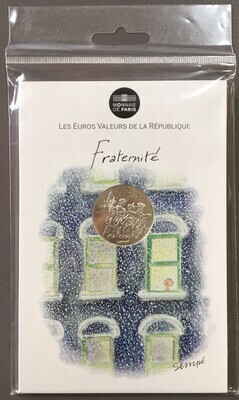 MONNAIE
DE PARIS
LES EUROS VALEURS DE LA RÉPUBLIQUE
Fraternité
sempé